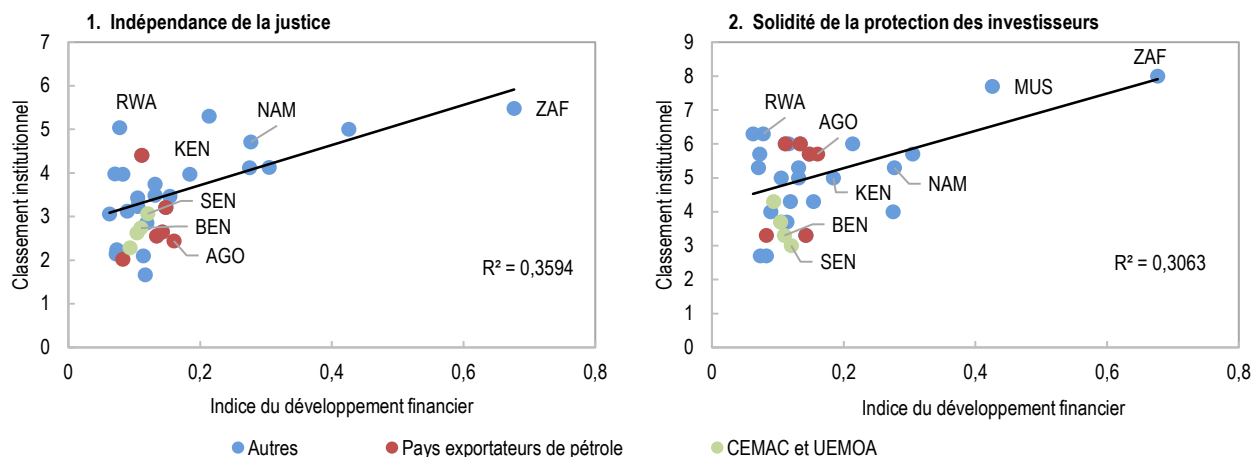 1. Indépendance de la justice
7
6
5
4
3
2
1
0
Classement institutionnel
RWA
NAM
ZAF
KEN
SEN
BEN
AGO
R² = 0,3594
0 0,2 0,4 0,6 0,8
Indice du développement financier
2. Solidité de la protection des investisseurs
9
8
7
6
5
4
3
2
1
0
Classement institutionnel
ZAF
MUS
RWA
AGO
KEN
NAM
BEN
SEN
R² = 0,3063
0 0,2 0,4 0,6 0,8
Indice du développement financier
Autres Pays exportateurs de pétrole CEMAC et UEMOA